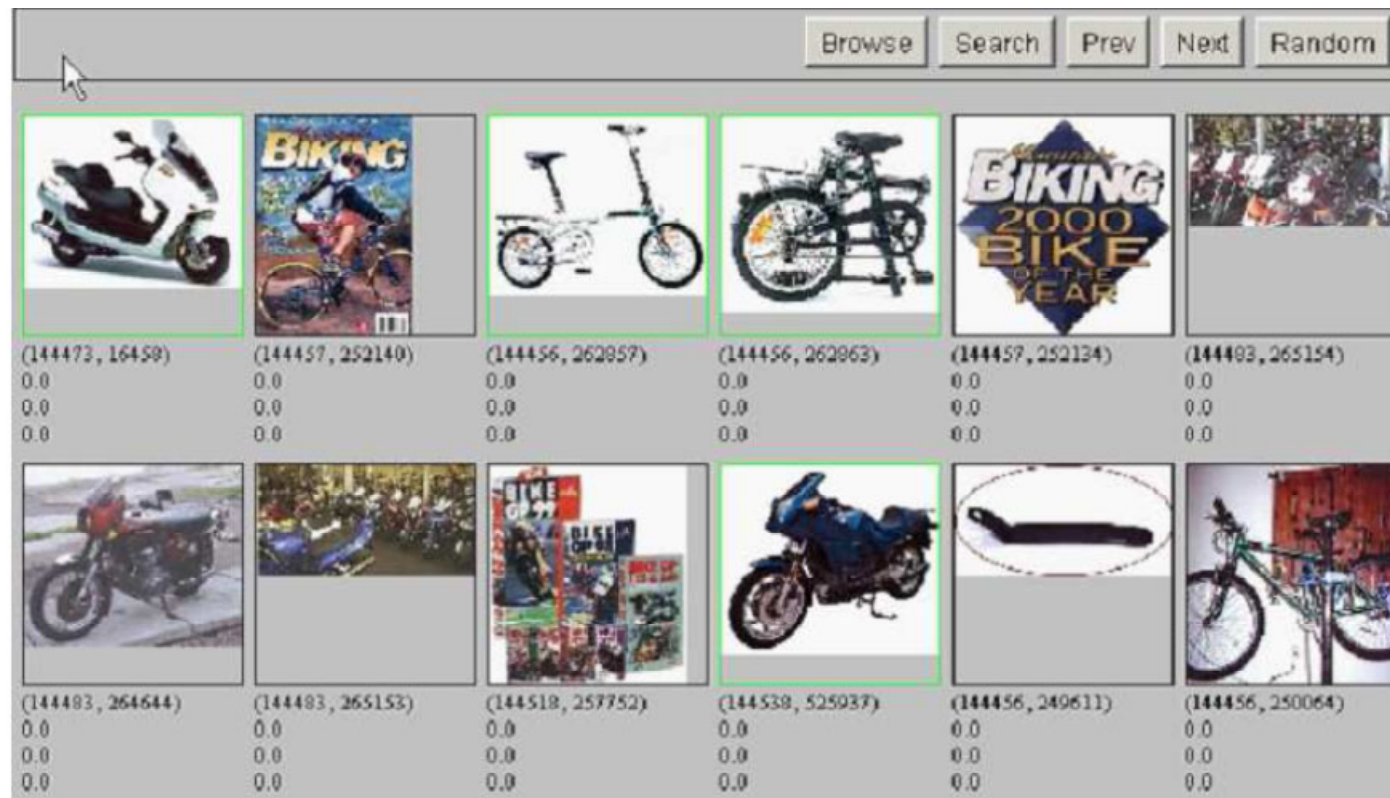 Browse Search Prev Next Random
BIKING
BIKING
2000
BIKE
OF THE
YEAR
(144473, 16458) (144457, 252140) (144456, 262857) (144456, 262863) (144457, 252134) (144483, 265154)
0.0 0.0 0.0 0.0 0.0 0.0
0.0 0.0 0.0 0.0 0.0 0.0
0.0 0.0 0.0 0.0 0.0 0.0
BIKE
GP 99
(144483, 264644) (144483, 265153) (144518, 257752) (144538, 525937) (144456, 249611) (144456, 250064)
0.0 0.0 0.0 0.0 0.0 0.0
0.0 0.0 0.0 0.0 0.0 0.0
0.0 0.0 0.0 0.0 0.0 0.0